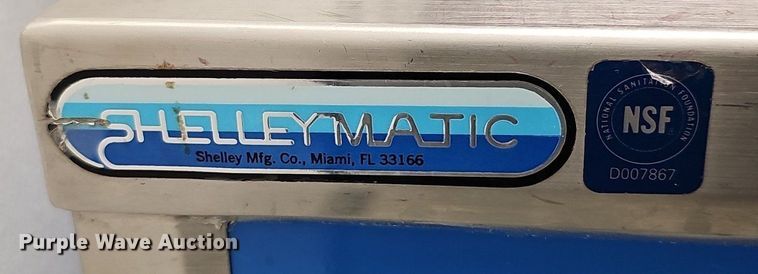 SHELLEYMATIC
Shelley Mfg. Co., Miami, FL 33166
NATIONAL SANITATION FOUNDATION
NSF
D007867
Purple Wave Auction